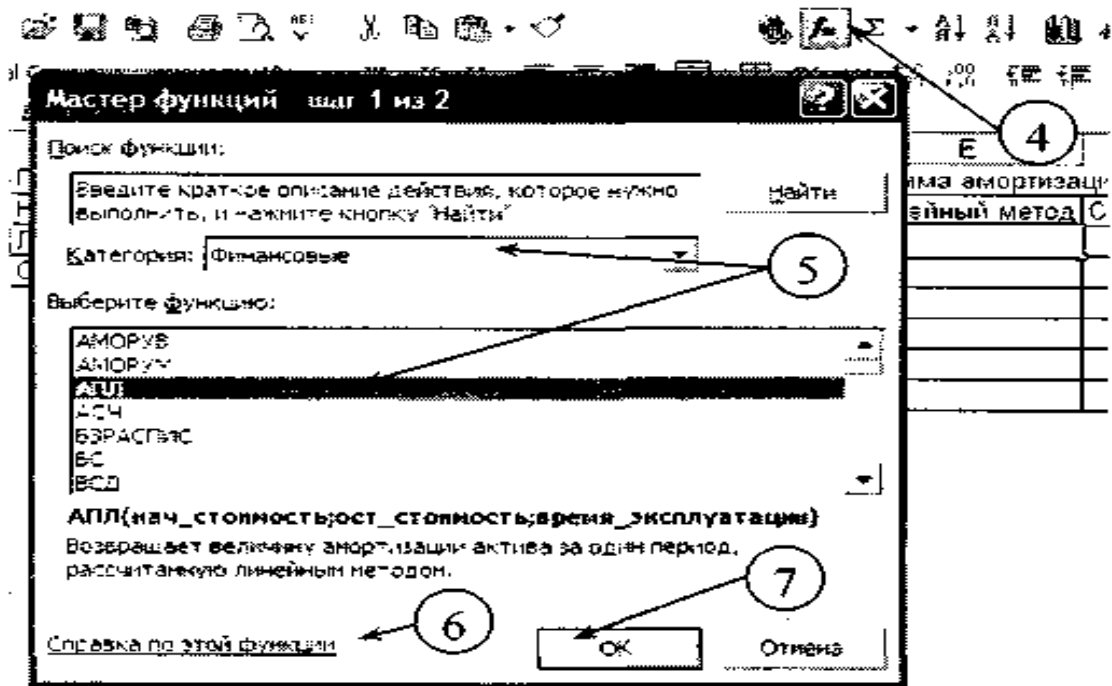 4
Мастер функций шаг 1 из 2
Поиск функции:
Введите краткое описание действия, которое нужно
выполнить, и нажмите кнопку "Найти"
Найти
Категория: Финансовые
5
Выберите функцию:
АМОРУВ
АМОРУМ
АПЛ
АСЧ
БЗРАСПИС
БС
ВСД
АПЛ(нач_стоимость;ост_стоимость;время_эксплуатации)
Возвращает величину амортизации актива за один период,
рассчитанную линейным методом.
6
7
Справка по этой функции
ОК
Отмена
E
мма амортизаци
ейный метод С